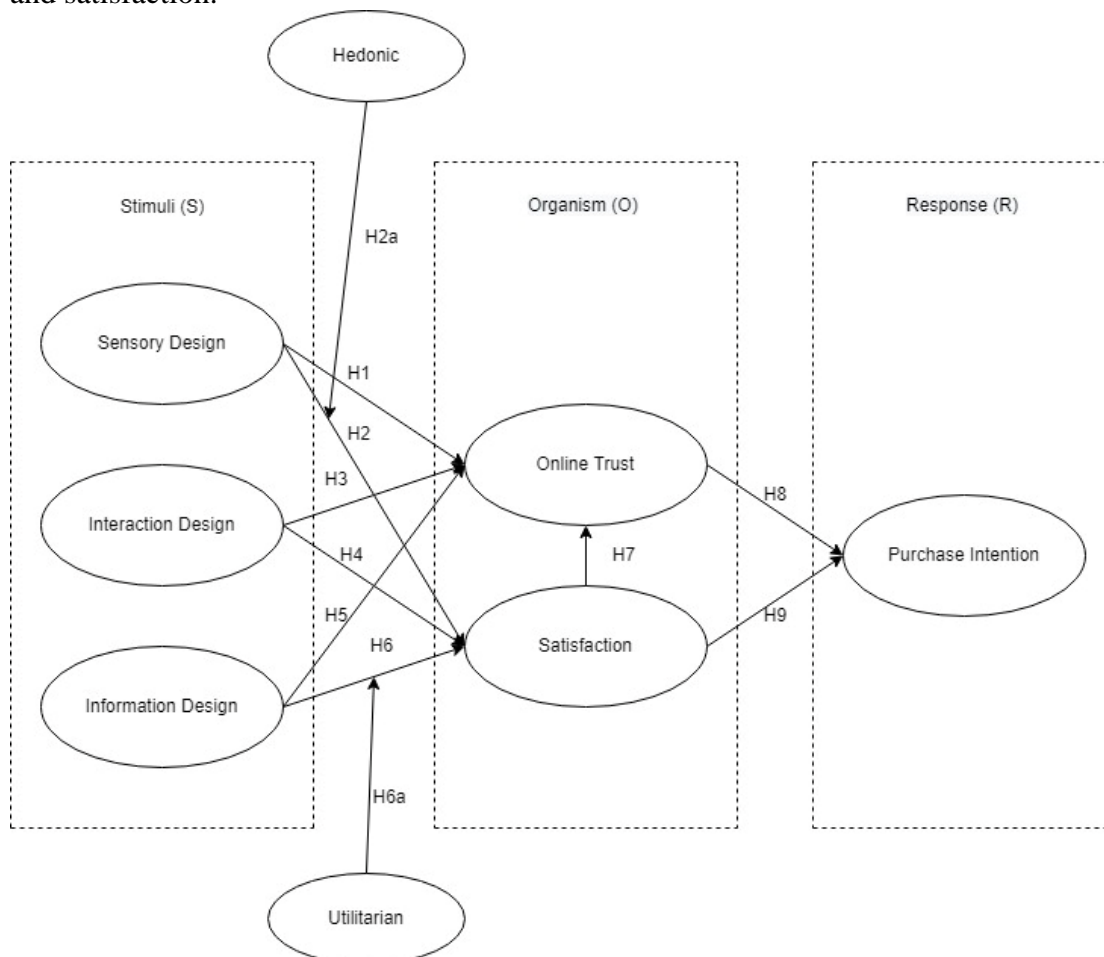 and satisfaction.
Hedonic
Stimuli (S)
Organism (O)
Response (R)
H2a
Sensory Design
H1
H2
Online Trust
H3
Interaction Design
H8
H4
H7
Purchase Intention
H5
H9
H6
Satisfaction
Information Design
H6a
Utilitarian